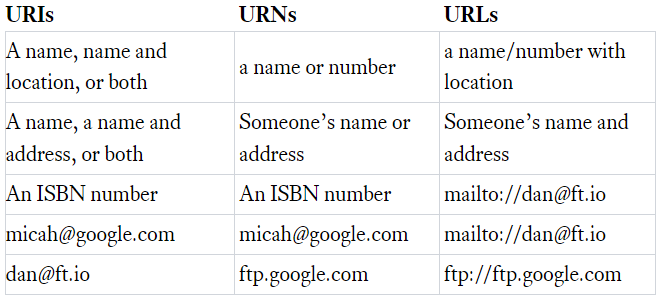 URIs URNs URLs
A name, name and location, or both a name or number a name/number with location
A name, a name and address, or both Someone’s name or address Someone’s name and address
An ISBN number An ISBN number mailto://dan@ft.io
micah@google.com micah@google.com mailto://dan@ft.io
dan@ft.io ftp.google.com ftp://ftp.google.com